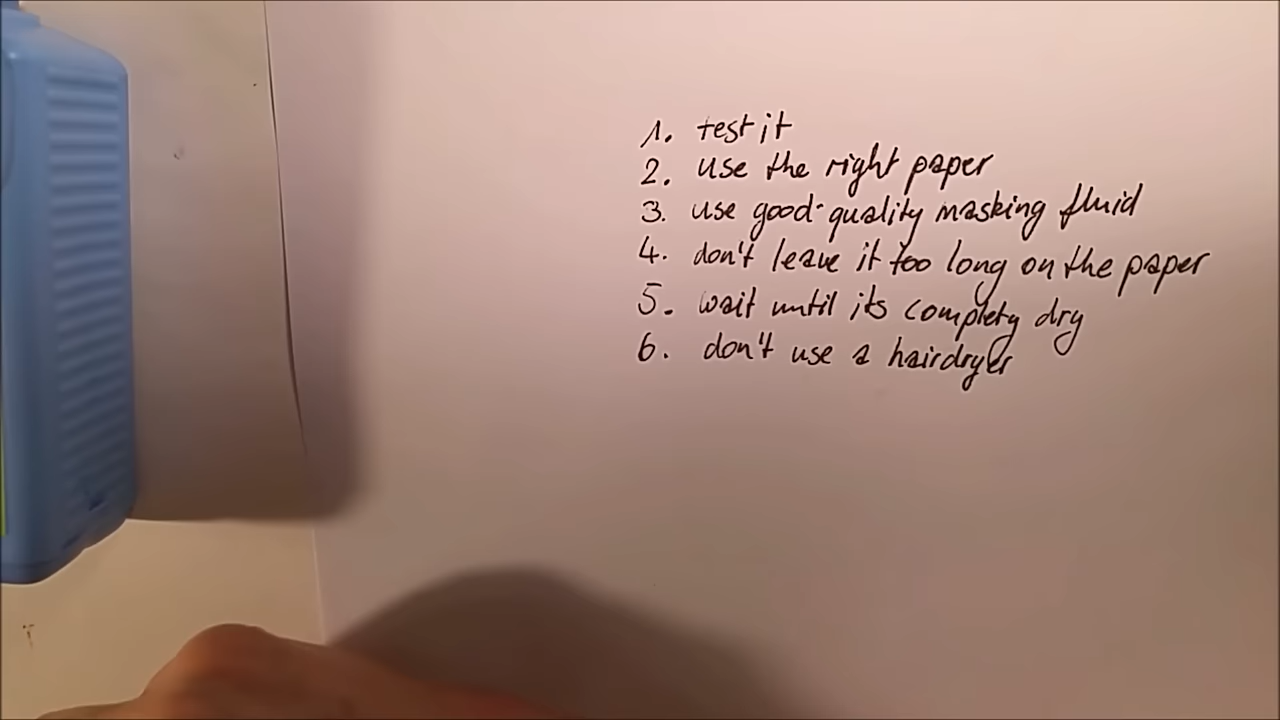 1. test it
2. use the right paper
3. use good quality masking fluid
4. don't leave it too long on the paper
5. wait until its complety dry
6. don't use a hairdryer